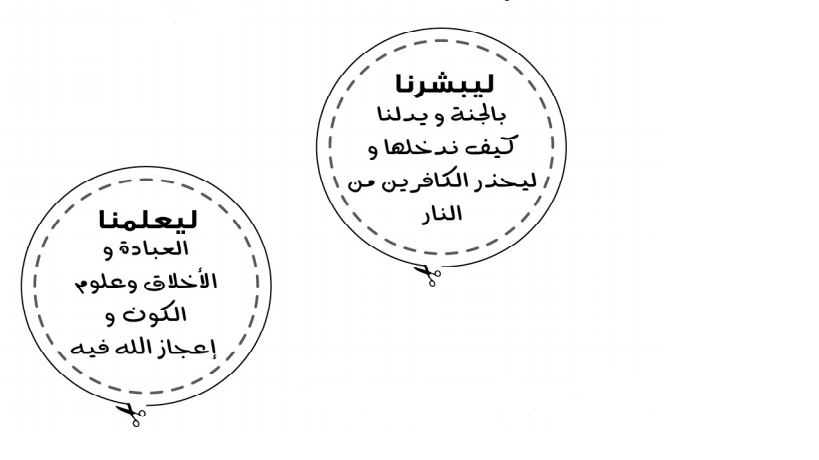 ليبشرنا
بالجنة و يدلنا
كيف ندخلها و
ليحذر الكافرين من
النار
ليعلمنا
العبادة و
الأخلاق وعلوم
الكون و
إعجاز الله فيه